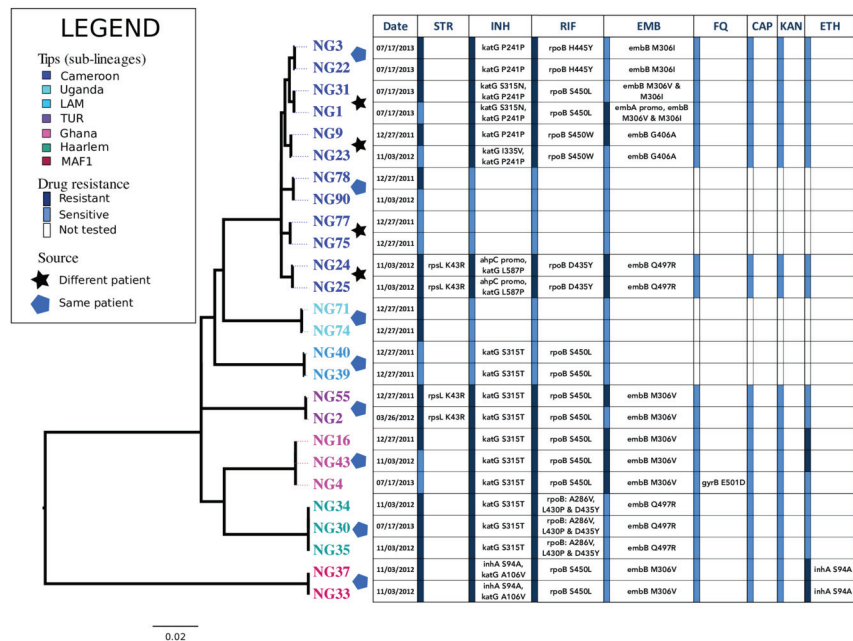 LEGEND
Tips (sub-lineages)
Cameroon
Uganda
LAM
TUR
Ghana
Haarlem
MAF1
Drug resistance
Resistant
Sensitive
Not tested
Source
Different patient
Same patient
0.02
Date STR INH RIF EMB FQ CAP KAN ETH
NG3 07/17/2013 katG P241P rpoB H445Y embB M306I
NG22 07/17/2013 katG P241P rpoB H445Y embB M306I
NG31 07/17/2013 katG S315N, katG P241P rpoB S450L embB M306V & M306I
NG1 07/17/2013 katG S315N, katG P241P rpoB S450L embA promo, embB M306V & M306I
NG9 12/27/2011 katG P241P rpoB S450W embB G406A
NG23 11/03/2012 katG I335V, katG P241P rpoB S450W embB G406A
NG78 12/27/2011
NG90 11/03/2012
NG77 12/27/2011
NG75 12/27/2011
NG24 11/03/2012 rpsL K43R ahpC promo, katG L587P rpoB D435Y embB Q497R
NG25 11/03/2012 rpsL K43R ahpC promo, katG L587P rpoB D435Y embB Q497R
NG71 12/27/2011
NG74 12/27/2011
NG40 12/27/2011 katG S315T rpoB S450L
NG39 12/27/2011 katG S315T rpoB S450L
NG55 12/27/2011 rpsL K43R katG S315T rpoB S450L embB M306V
NG2 03/26/2012 rpsL K43R katG S315T rpoB S450L embB M306V
NG16 12/27/2011 katG S315T rpoB S450L embB M306V
NG43 11/03/2012 katG S315T rpoB S450L embB M306V
NG4 07/17/2013 katG S315T rpoB S450L embB M306V gyrB E501D
NG34 11/03/2012 katG S315T rpoB: A286V, L430P & D435Y embB Q497R
NG30 07/17/2013 katG S315T rpoB: A286V, L430P & D435Y embB Q497R
NG35 11/03/2012 katG S315T rpoB: A286V, L430P & D435Y embB Q497R
NG37 11/03/2012 inhA S94A, katG A106V rpoB S450L embB M306V inhA S94A
NG33 11/03/2012 inhA S94A, katG A106V rpoB S450L embB M306V inhA S94A